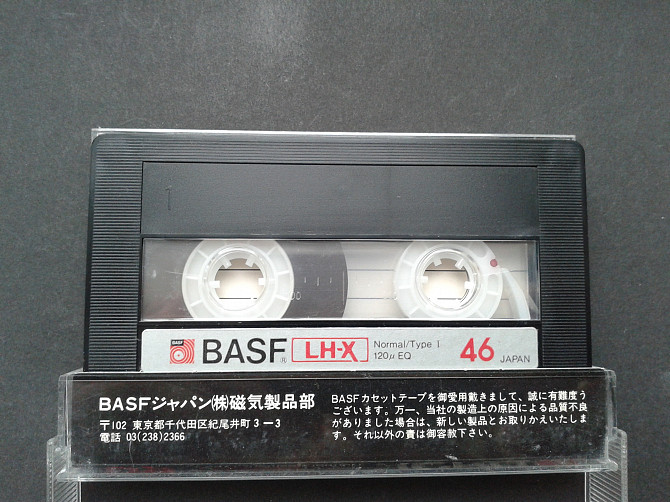 BASF
BASF® LH-X Normal/Type I
120μ EQ
46 JAPAN
BASFジャパン㈱磁気製品部
〒102 東京都千代田区紀尾井町3-3
電話 03(238)2366
BASFカセットテープを御愛用戴きまして、誠に有難度う
ございます。万一、当社の製造上の原因による品質不良
がありました場合は、新しい製品とお取りかえいたしま
す。それ以外の責は御容赦下さい。